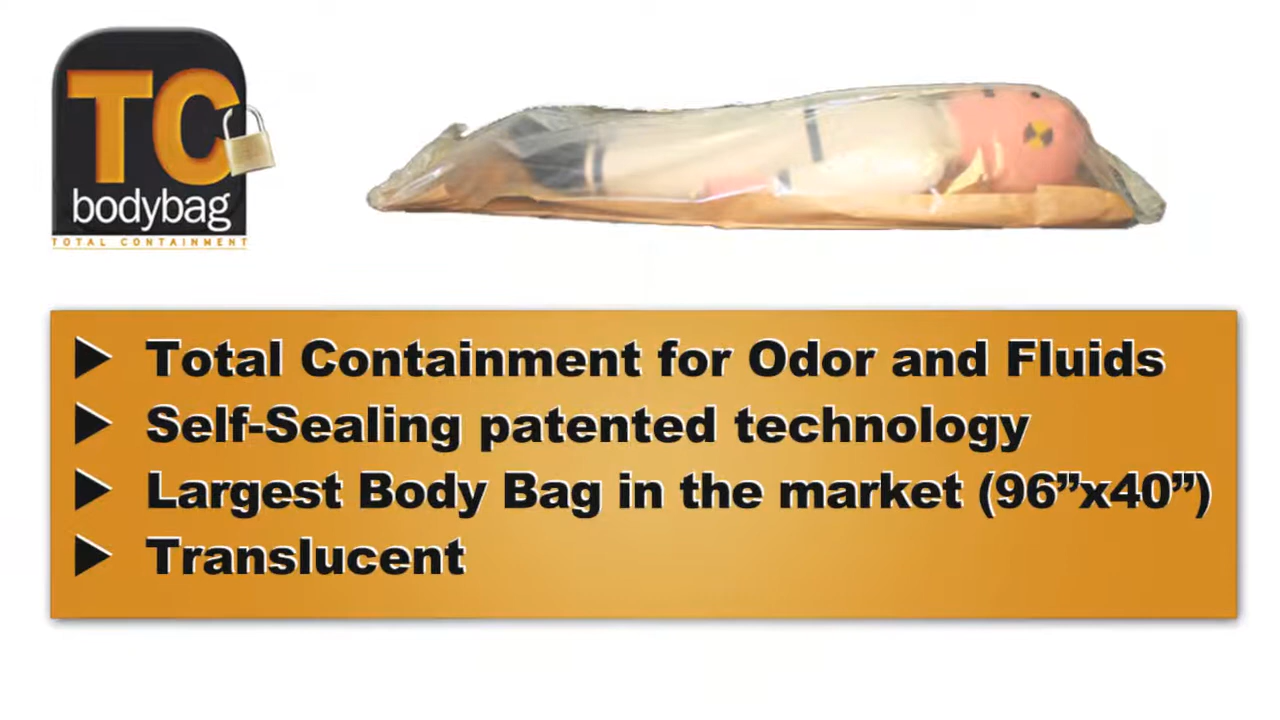 TC
bodybag
TOTAL CONTAINMENT
Total Containment for Odor and Fluids
Self-Sealing patented technology
Largest Body Bag in the market (96”x40”)
Translucent